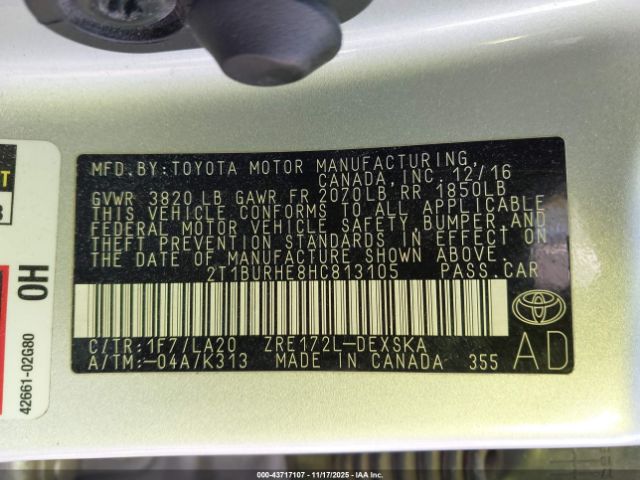 MFD.BY:TOYOTA MOTOR MANUFACTURING,
CANADA, INC. 12/16
GVWR 3820 LB GAWR FR 2070LB RR 1850LB
THIS VEHICLE CONFORMS TO ALL APPLICABLE
FEDERAL MOTOR VEHICLE SAFETY, BUMPER, AND
THEFT PREVENTION STANDARDS IN EFFECT ON
THE DATE OF MANUFACTURE SHOWN ABOVE.
2T1BURHE8HC813105 PASS.CAR
C/TR:1F7/LA20 ZRE172L-DEXSKA
A/TM:-04A7K313 MADE IN CANADA 355
AD
0H
42661-02G80
000-43717107 - 11/17/2025 - IAA Inc.